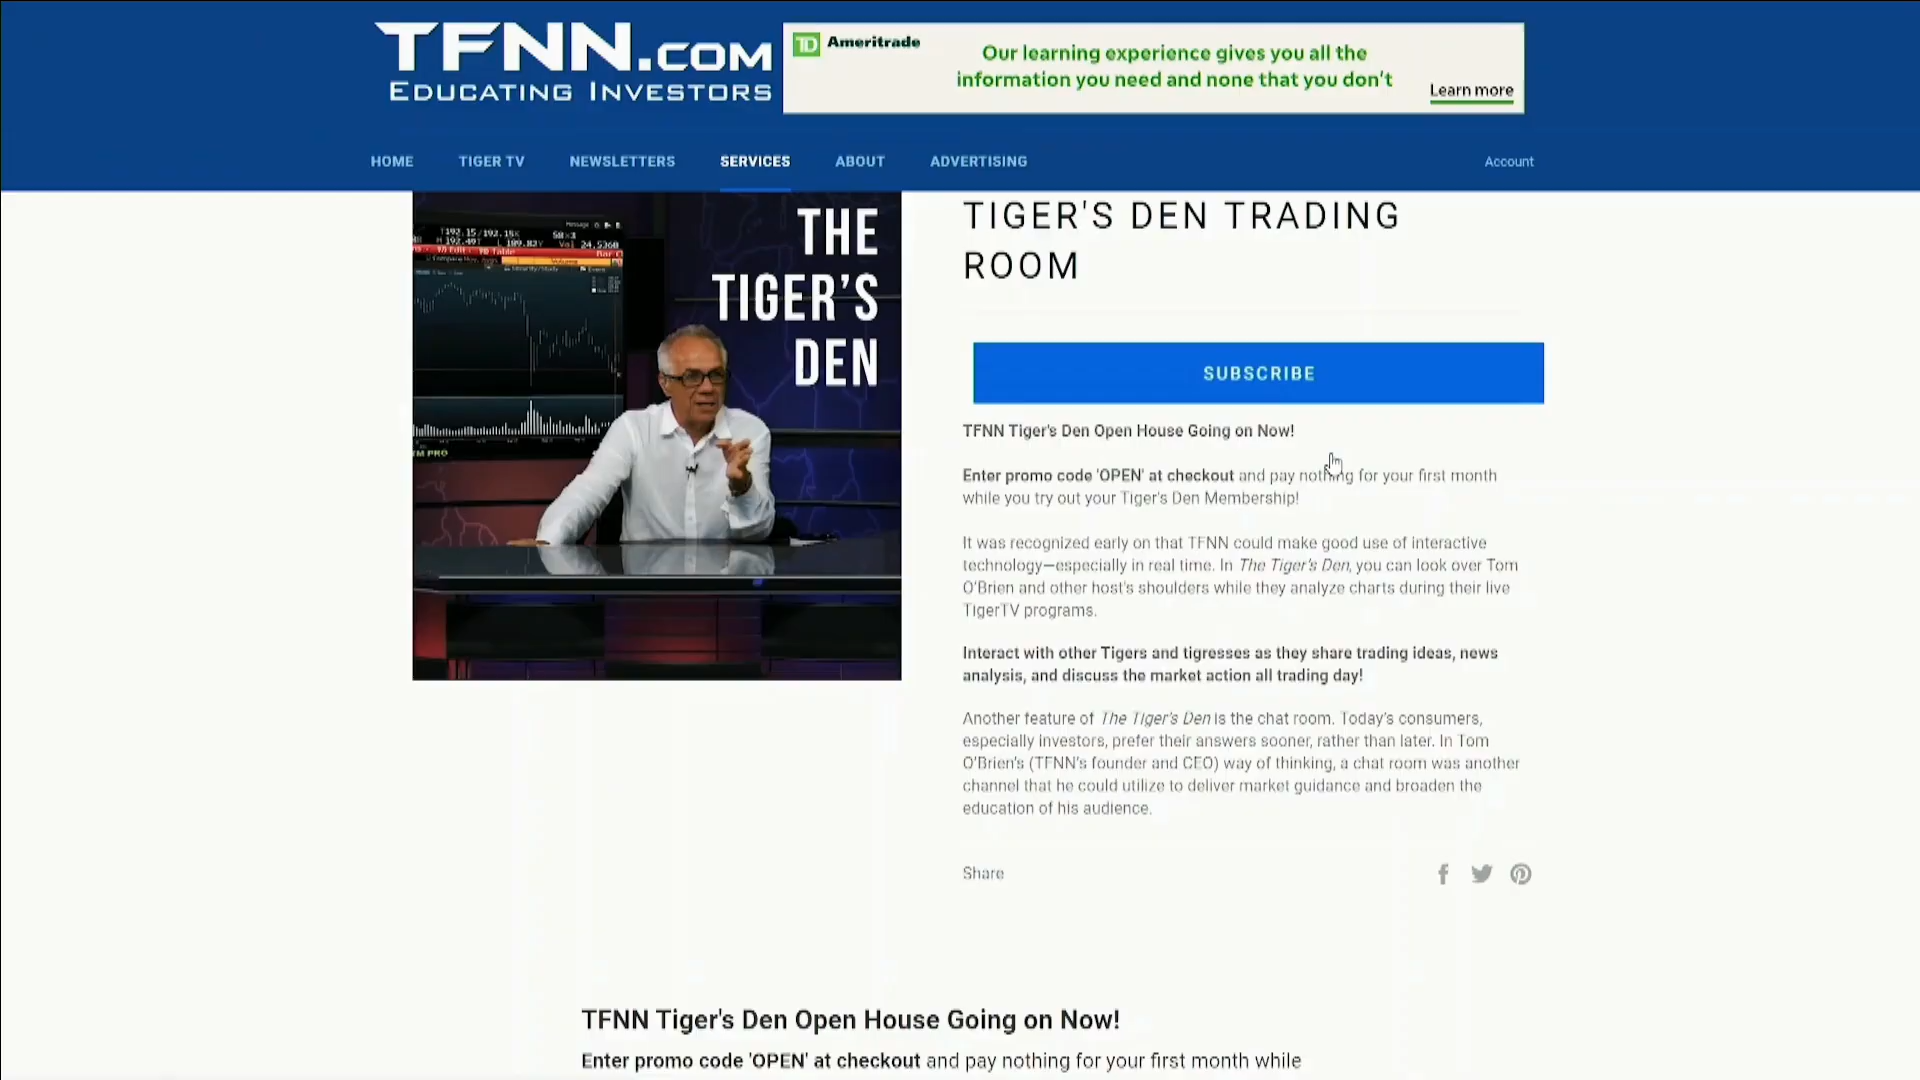 TFNN.COM
EDUCATING INVESTORS
TD Ameritrade
Our learning experience gives you all the
information you need and none that you don't
Learn more
HOME
TIGER TV
NEWSLETTERS
SERVICES
ABOUT
ADVERTISING
Account
THE
TIGER'S
DEN
TIGER'S DEN TRADING
ROOM
SUBSCRIBE
TFNN Tiger's Den Open House Going on Now!
Enter promo code 'OPEN' at checkout and pay nothing for your first month
while you try out your Tiger's Den Membership!
It was recognized early on that TFNN could make good use of interactive
technology—especially in real time. In The Tiger's Den, you can look over Tom
O'Brien and other host's shoulders while they analyze charts during their live
TigerTV programs.
Interact with other Tigers and tigresses as they share trading ideas, news
analysis, and discuss the market action all trading day!
Another feature of The Tiger's Den is the chat room. Today's consumers,
especially investors, prefer their answers sooner, rather than later. In Tom
O'Brien's (TFNN's founder and CEO) way of thinking, a chat room was another
channel that he could utilize to deliver market guidance and broaden the
education of his audience.
Share
TFNN Tiger's Den Open House Going on Now!
Enter promo code 'OPEN' at checkout and pay nothing for your first month while